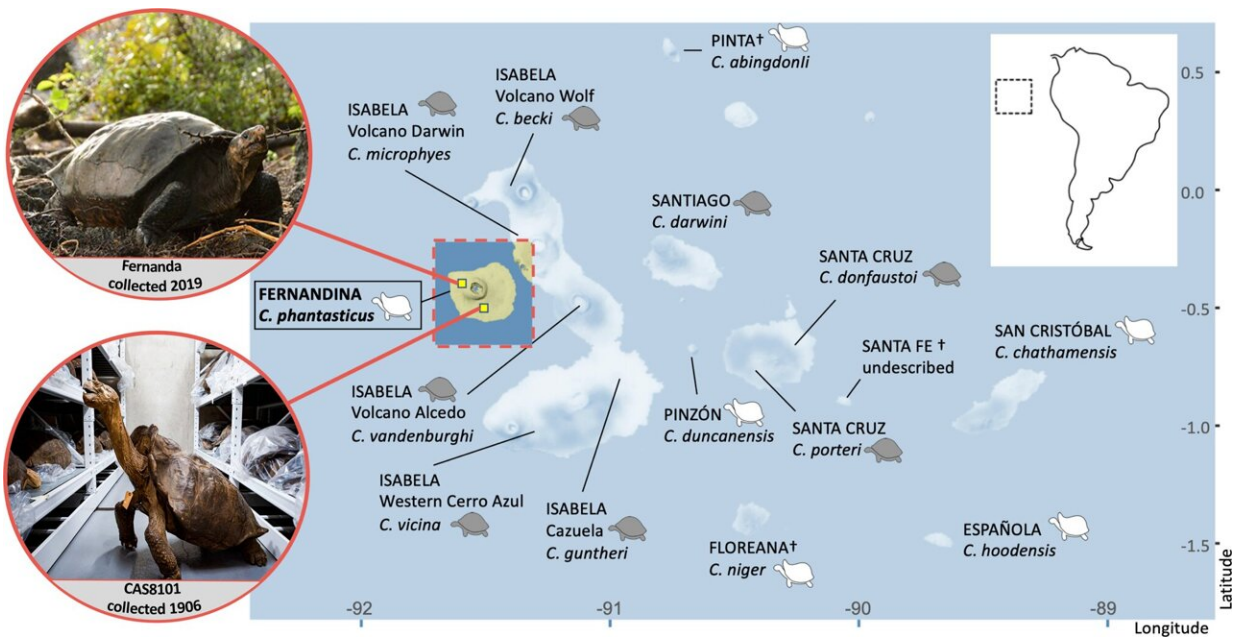 Fernanda
collected 2019
CAS8101
collected 1906
PINTA†
C. abingdonli
ISABELA
Volcano Wolf
C. becki
ISABELA
Volcano Darwin
C. microphyes
SANTIAGO
C. darwini
SANTA CRUZ
C. donfaustoi
FERNANDINA
C. phantasticus
SAN CRISTÓBAL
C. chathamensis
SANTA FE †
undescribed
ISABELA
Volcano Alcedo
C. vandenburghi
PINZÓN
C. duncanensis
SANTA CRUZ
C. porteri
ISABELA
Western Cerro Azul
C. vicina
ISABELA
Cazuela
C. guntheri
FLOREANA†
C. niger
ESPAÑOLA
C. hoodensis
0.5
0.0
-0.5
-1.0
-1.5
Latitude
-92
-91
-90
-89
Longitude